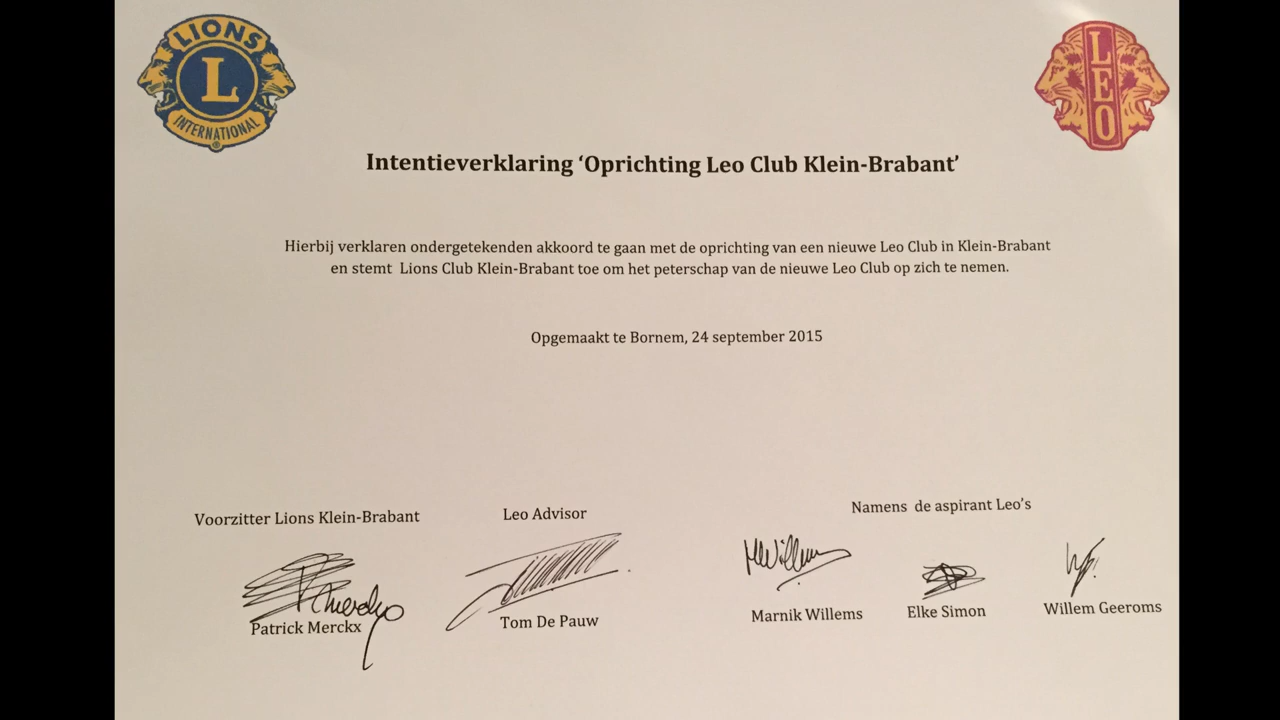 LIONS
L
INTERNATIONAL
®
LEO
Intentieverklaring ‘Oprichting Leo Club Klein-Brabant’
Hierbij verklaren ondergetekenden akkoord te gaan met de oprichting van een nieuwe Leo Club in Klein-Brabant
en stemt Lions Club Klein-Brabant toe om het peterschap van de nieuwe Leo Club op zich te nemen.
Opgemaakt te Bornem, 24 september 2015
Voorzitter Lions Klein-Brabant
Leo Advisor
Namens de aspirant Leo’s
Patrick Merckx
Tom De Pauw
Marnik Willems
Elke Simon
Willem Geeroms